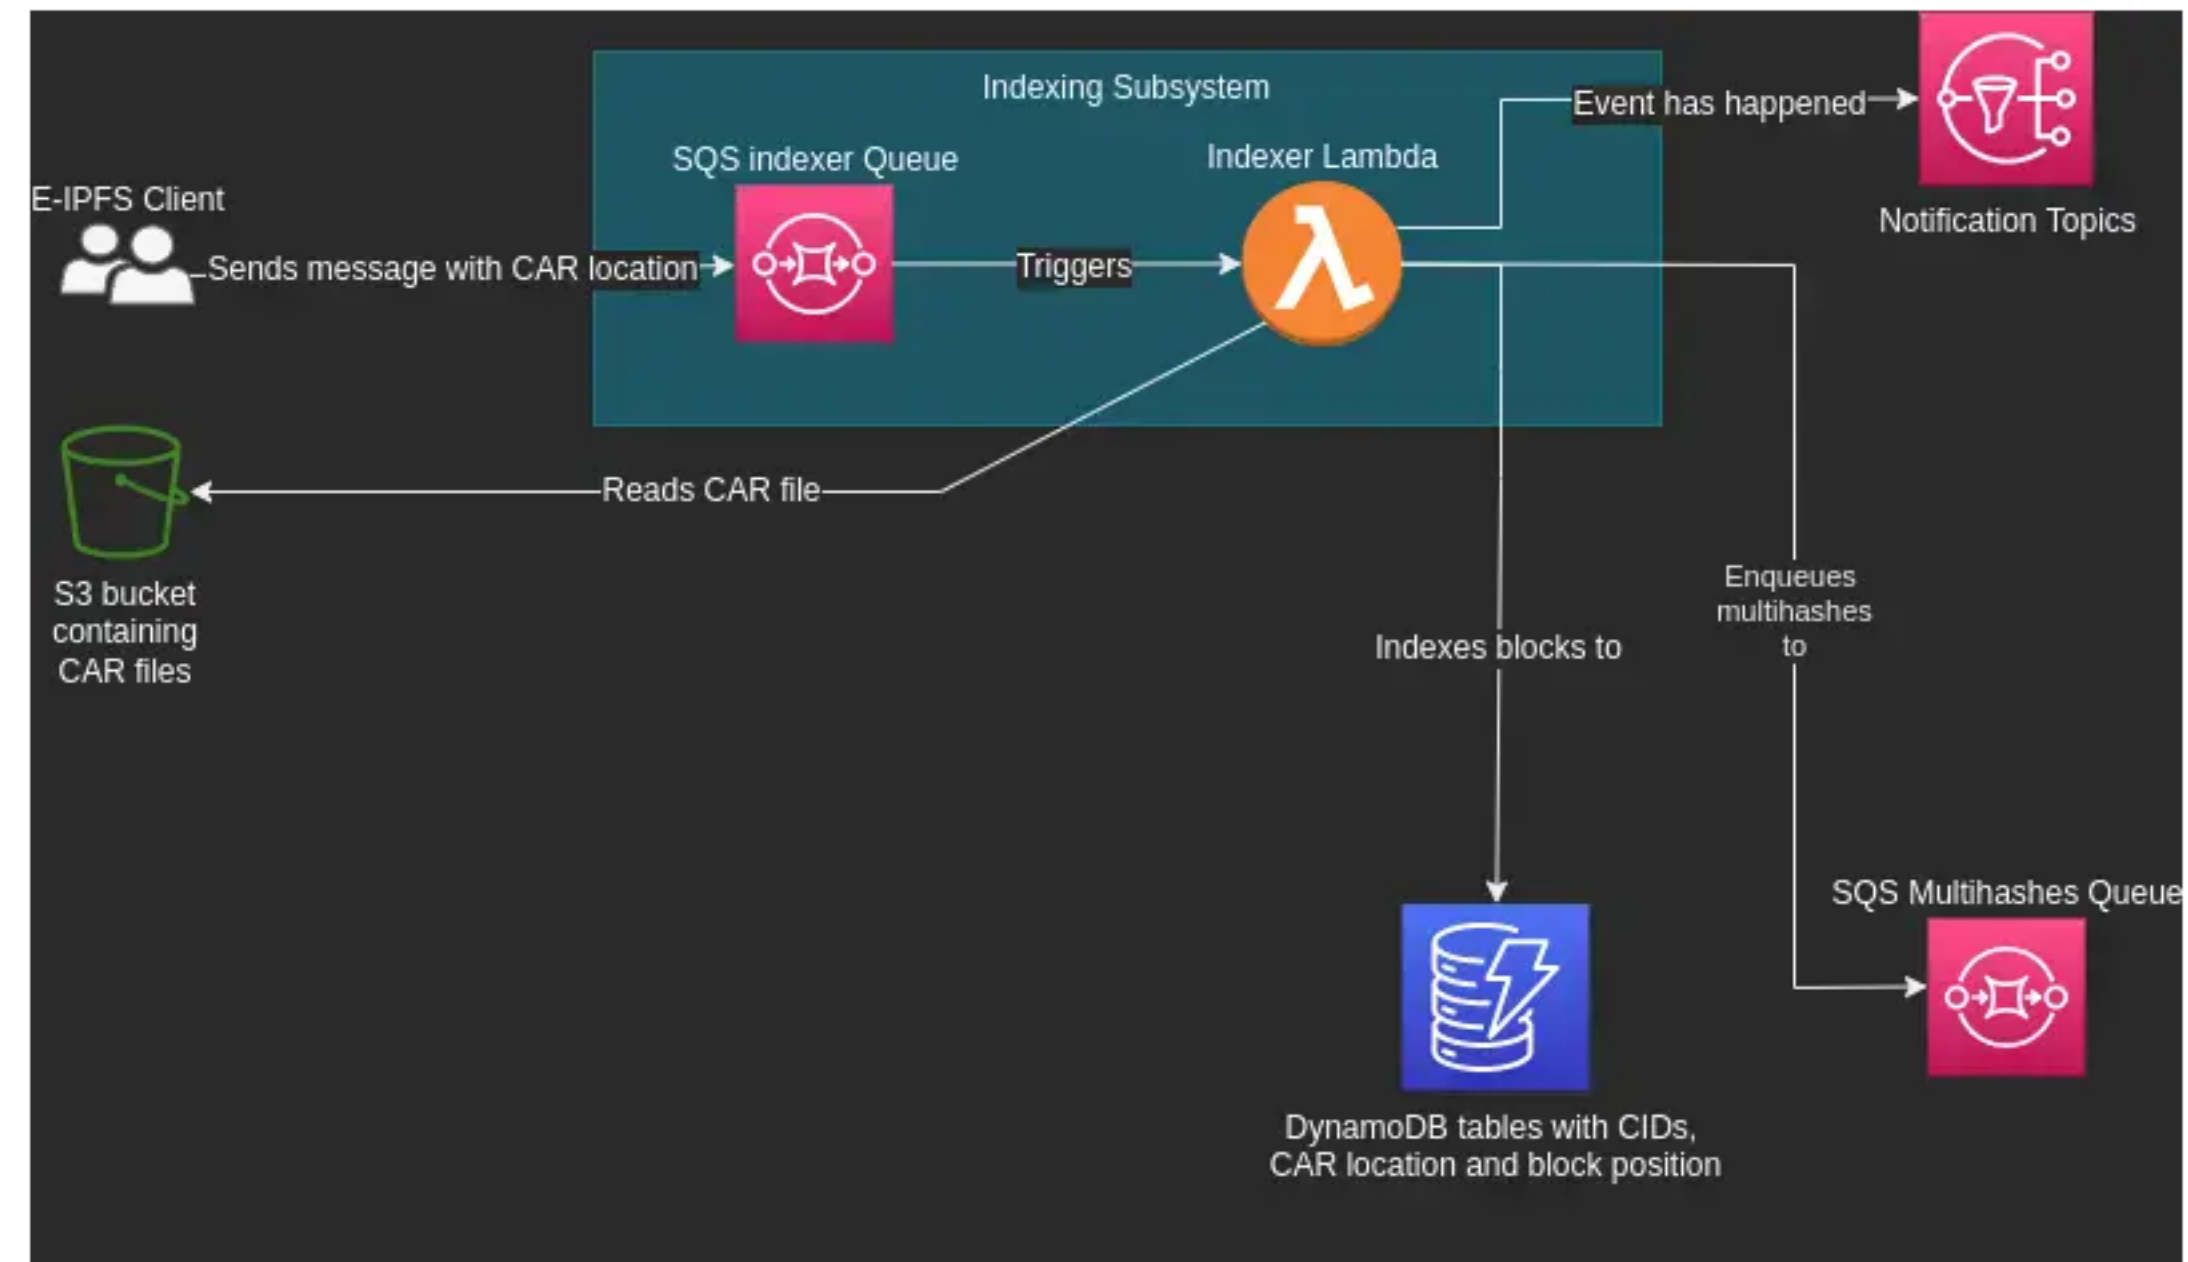 Indexing Subsystem
Event has happened
SQS indexer Queue
Indexer Lambda
E-IPFS Client
Notification Topics
Sends message with CAR location
Triggers
Reads CAR file
S3 bucket
containing
CAR files
Enqueues
multihashes
to
Indexes blocks to
SQS Multihashes Queue
DynamoDB tables with CIDs,
CAR location and block position